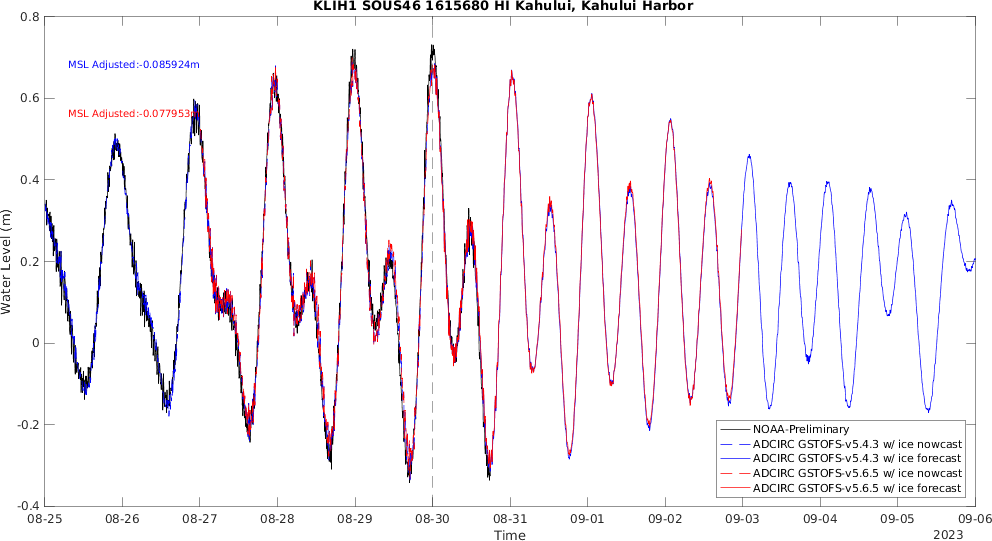 KLIH1 SOUS46 1615680 HI Kahului, Kahului Harbor
0.8
MSL Adjusted:-0.085924m
0.6
MSL Adjusted:-0.077953m
0.4
0.2
0
-0.2
-0.4
Water Level (m)
NOAA-Preliminary
ADCIRC GSTOFS-v5.4.3 w/ ice nowcast
ADCIRC GSTOFS-v5.4.3 w/ ice forecast
ADCIRC GSTOFS-v5.6.5 w/ ice nowcast
ADCIRC GSTOFS-v5.6.5 w/ ice forecast
08-25 08-26 08-27 08-28 08-29 08-30 08-31 09-01 09-02 09-03 09-04 09-05 09-06
Time
2023